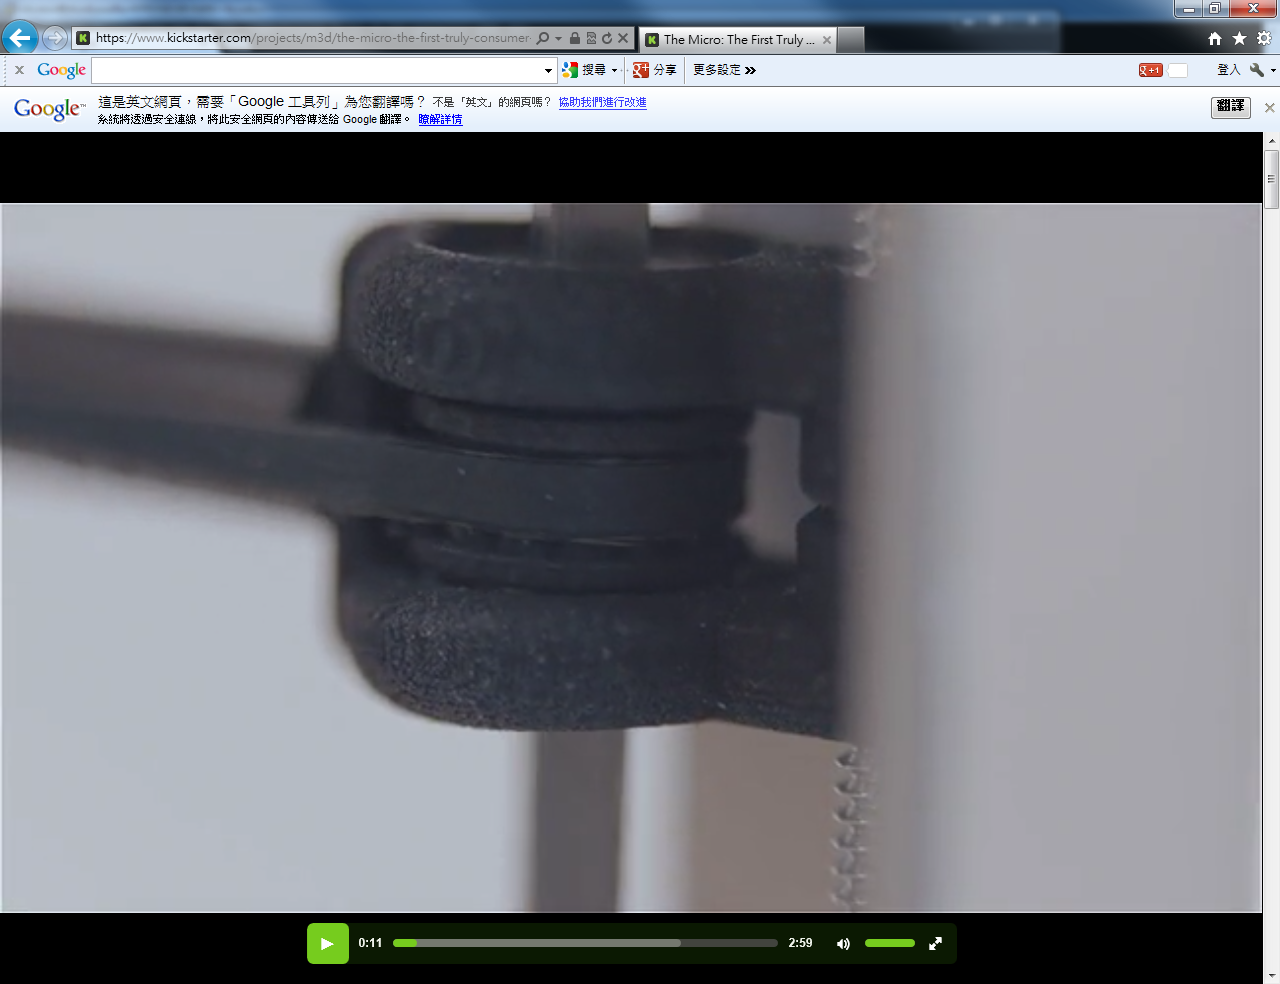 https://www.kickstarter.com/projects/m3d/the-micro-the-first-truly-consumer-
The Micro: The First Truly ...
Google
搜尋
分享
更多設定
+1
登入
Google™
這是英文網頁，需要「Google 工具列」為您翻譯嗎？ 不是「英文」的網頁嗎？ 協助我們進行改進
翻譯
系統將透過安全連線，將此安全網頁的內容傳送給 Google 翻譯。 瞭解詳情
0:11
2:59